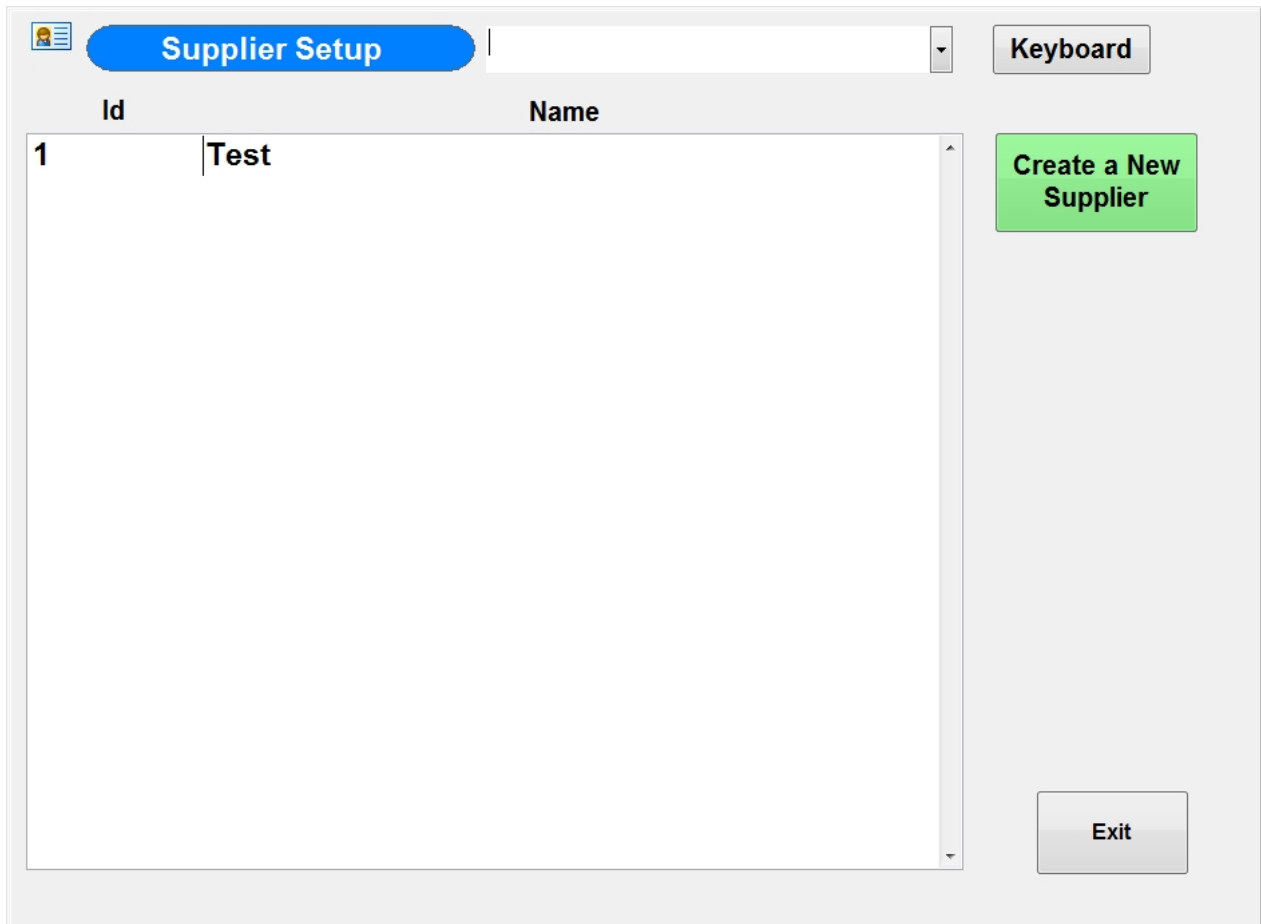 Supplier Setup
Keyboard
Id Name
1 Test
Create a New
Supplier
Exit